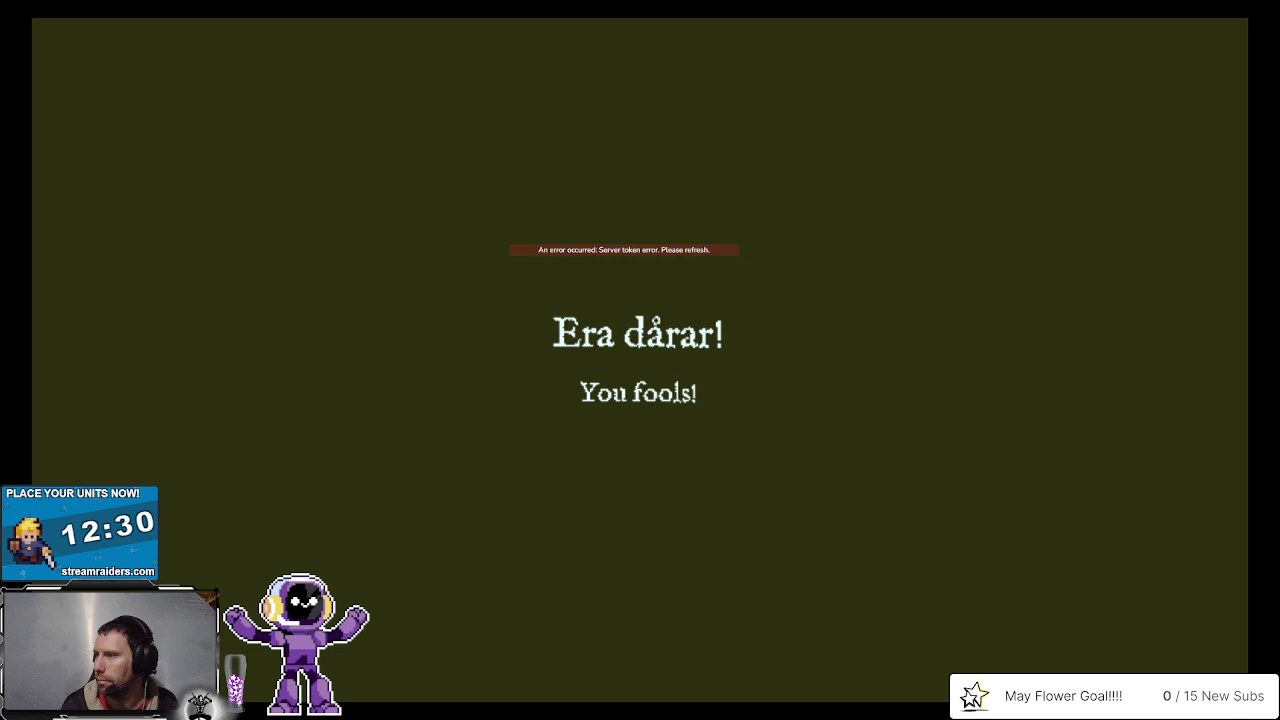 An error occurred: Server token error. Please refresh.
Era dårar!
You fools!
PLACE YOUR UNITS NOW!
12:30
streamraiders.com
May Flower Goal!!!! 0 / 15 New Subs